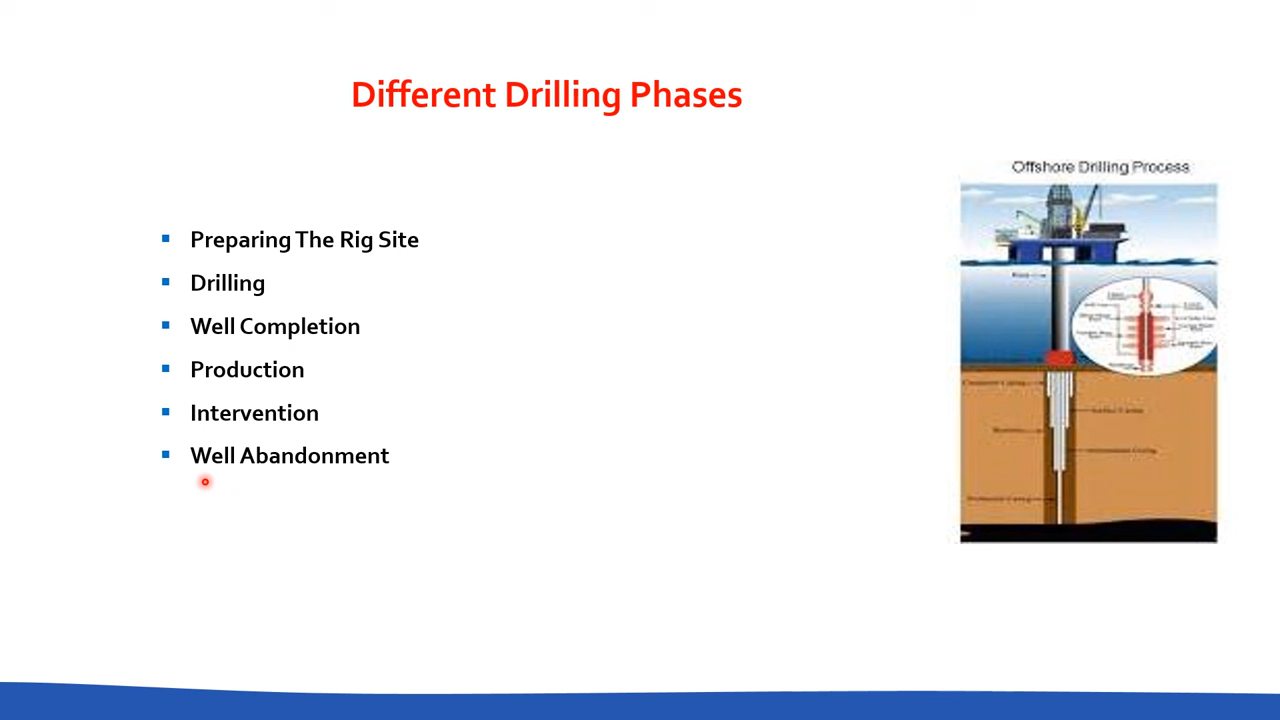 Different Drilling Phases
Preparing The Rig Site
Drilling
Well Completion
Production
Intervention
Well Abandonment
Offshore Drilling Process